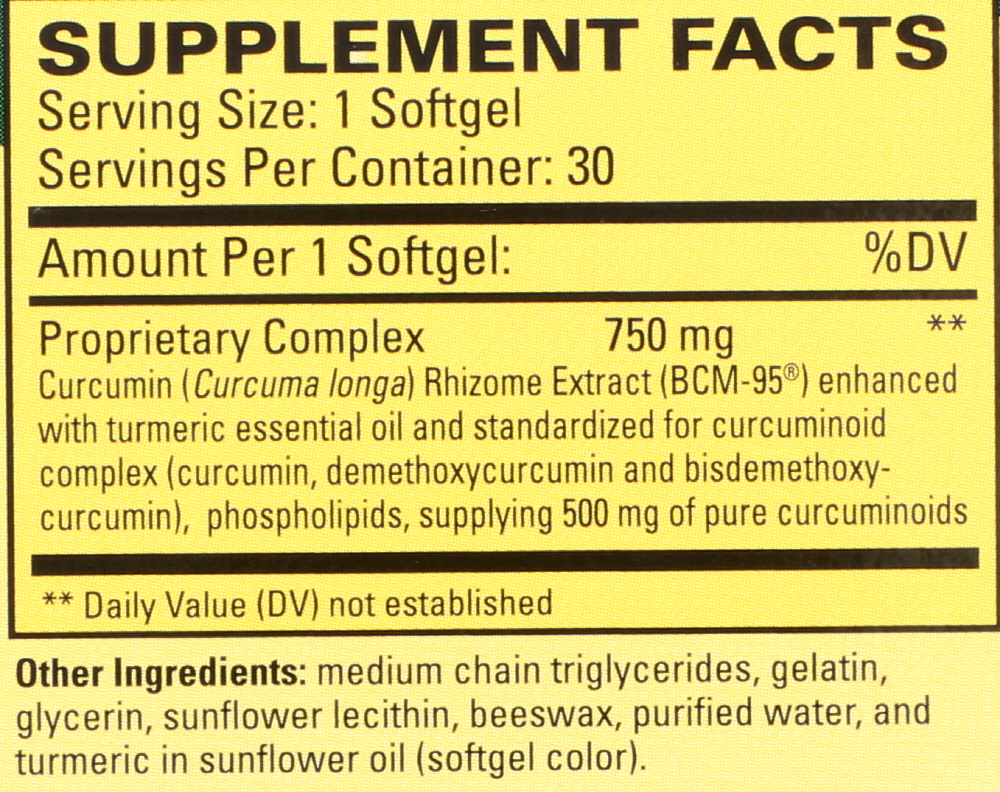 SUPPLEMENT FACTS
Serving Size: 1 Softgel
Servings Per Container: 30
Amount Per 1 Softgel: %DV
Proprietary Complex 750 mg **
Curcumin (Curcuma longa) Rhizome Extract (BCM-95®) enhanced
with turmeric essential oil and standardized for curcuminoid
complex (curcumin, demethoxycurcumin and bisdemethoxy-
curcumin), phospholipids, supplying 500 mg of pure curcuminoids
** Daily Value (DV) not established
Other Ingredients: medium chain triglycerides, gelatin,
glycerin, sunflower lecithin, beeswax, purified water, and
turmeric in sunflower oil (softgel color).